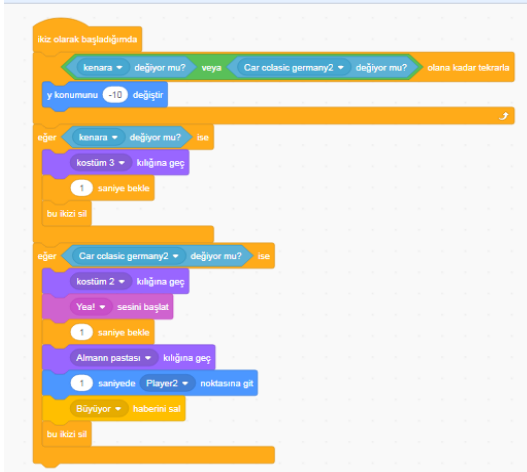 ikiz olarak başladığımda
kenara değiyor mu? veya Car cclasic germany2 değiyor mu? olana kadar tekrarla
y konumunu -10 değiştir
eğer kenara değiyor mu? ise
kostüm 3 kılığına geç
1 saniye bekle
bu ikizi sil
eğer Car cclasic germany2 değiyor mu? ise
kostüm 2 kılığına geç
Yea! sesini başlat
1 saniye bekle
Almann pastası kılığına geç
1 saniyede Player2 noktasına git
Büyüyor haberini sal
bu ikizi sil